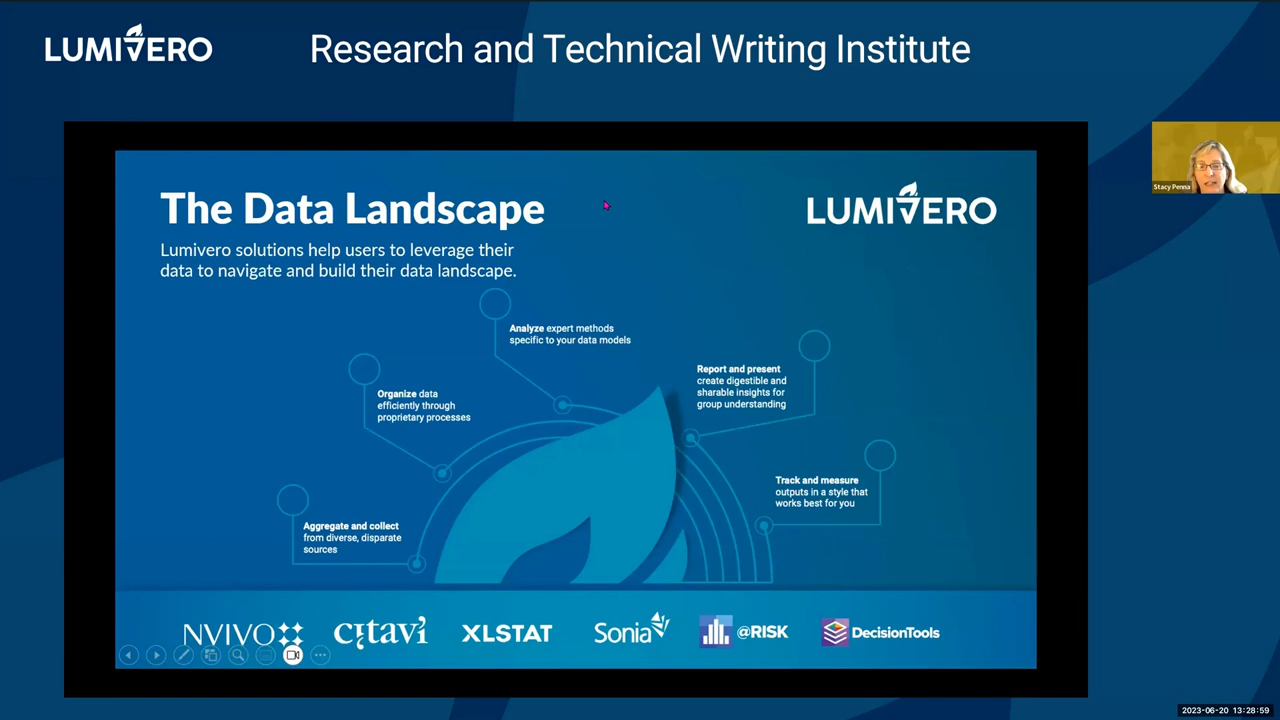 LUMIVERO
Research and Technical Writing Institute
The Data Landscape
LUMIVERO
Lumivero solutions help users to leverage their
data to navigate and build their data landscape.
Analyze expert methods
specific to your data models
Report and present
create digestible and
sharable insights for
group understanding
Organize data
efficiently through
proprietary processes
Track and measure
outputs in a style that
works best for you
Aggregate and collect
from diverse, disparate
sources
NVIVO
citavi
XLSTAT
Sonia
@RISK
DecisionTools
Stacy Penna
2023-06-20 13:28:59